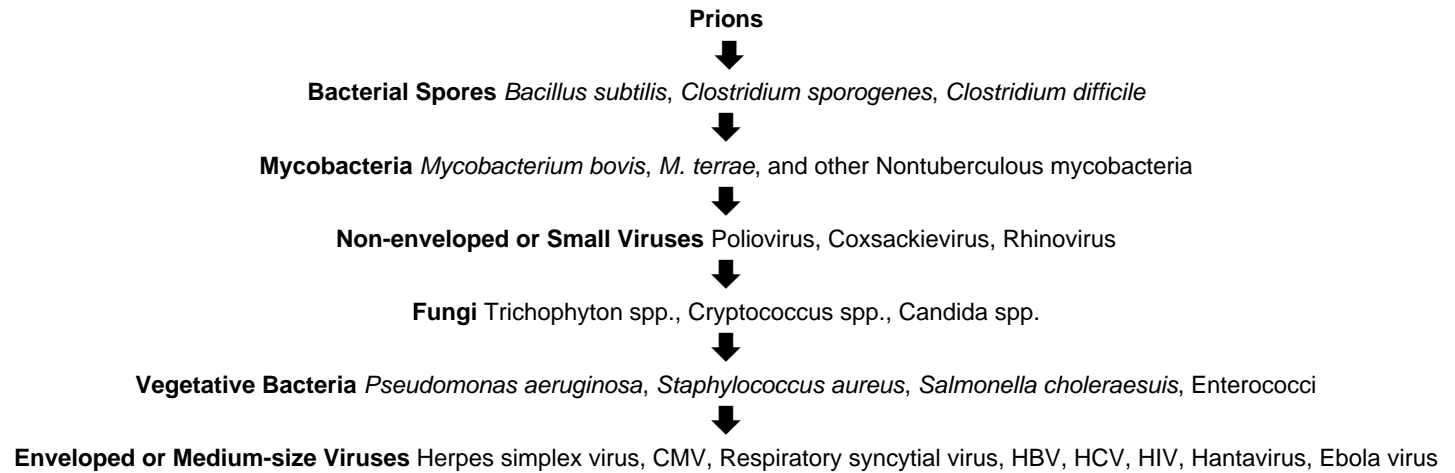 Prions
Bacterial Spores Bacillus subtilis, Clostridium sporogenes, Clostridium difficile
Mycobacteria Mycobacterium bovis, M. terrae, and other Nontuberculous mycobacteria
Non-enveloped or Small Viruses Poliovirus, Coxsackievirus, Rhinovirus
Fungi Trichophyton spp., Cryptococcus spp., Candida spp.
Vegetative Bacteria Pseudomonas aeruginosa, Staphylococcus aureus, Salmonella choleraesuis, Enterococci
Enveloped or Medium-size Viruses Herpes simplex virus, CMV, Respiratory syncytial virus, HBV, HCV, HIV, Hantavirus, Ebola virus